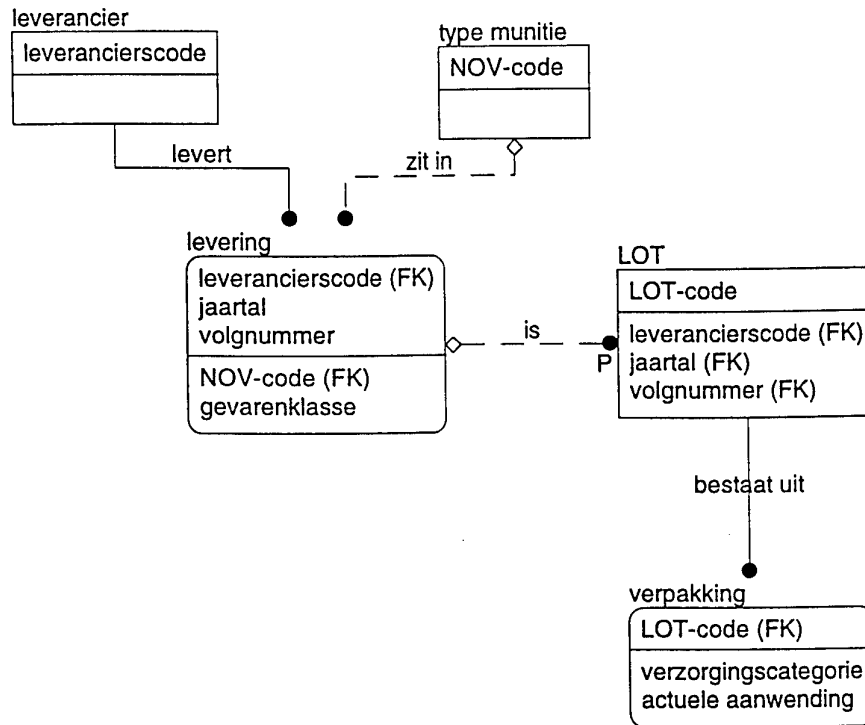 leverancier
leverancierscode
type munitie
NOV-code
levert
zit in
levering
leverancierscode (FK)
jaartal
volgnummer
NOV-code (FK)
gevarenklasse
is
P
LOT
LOT-code
leverancierscode (FK)
jaartal (FK)
volgnummer (FK)
bestaat uit
verpakking
LOT-code (FK)
verzorgingscategorie
actuele aanwending